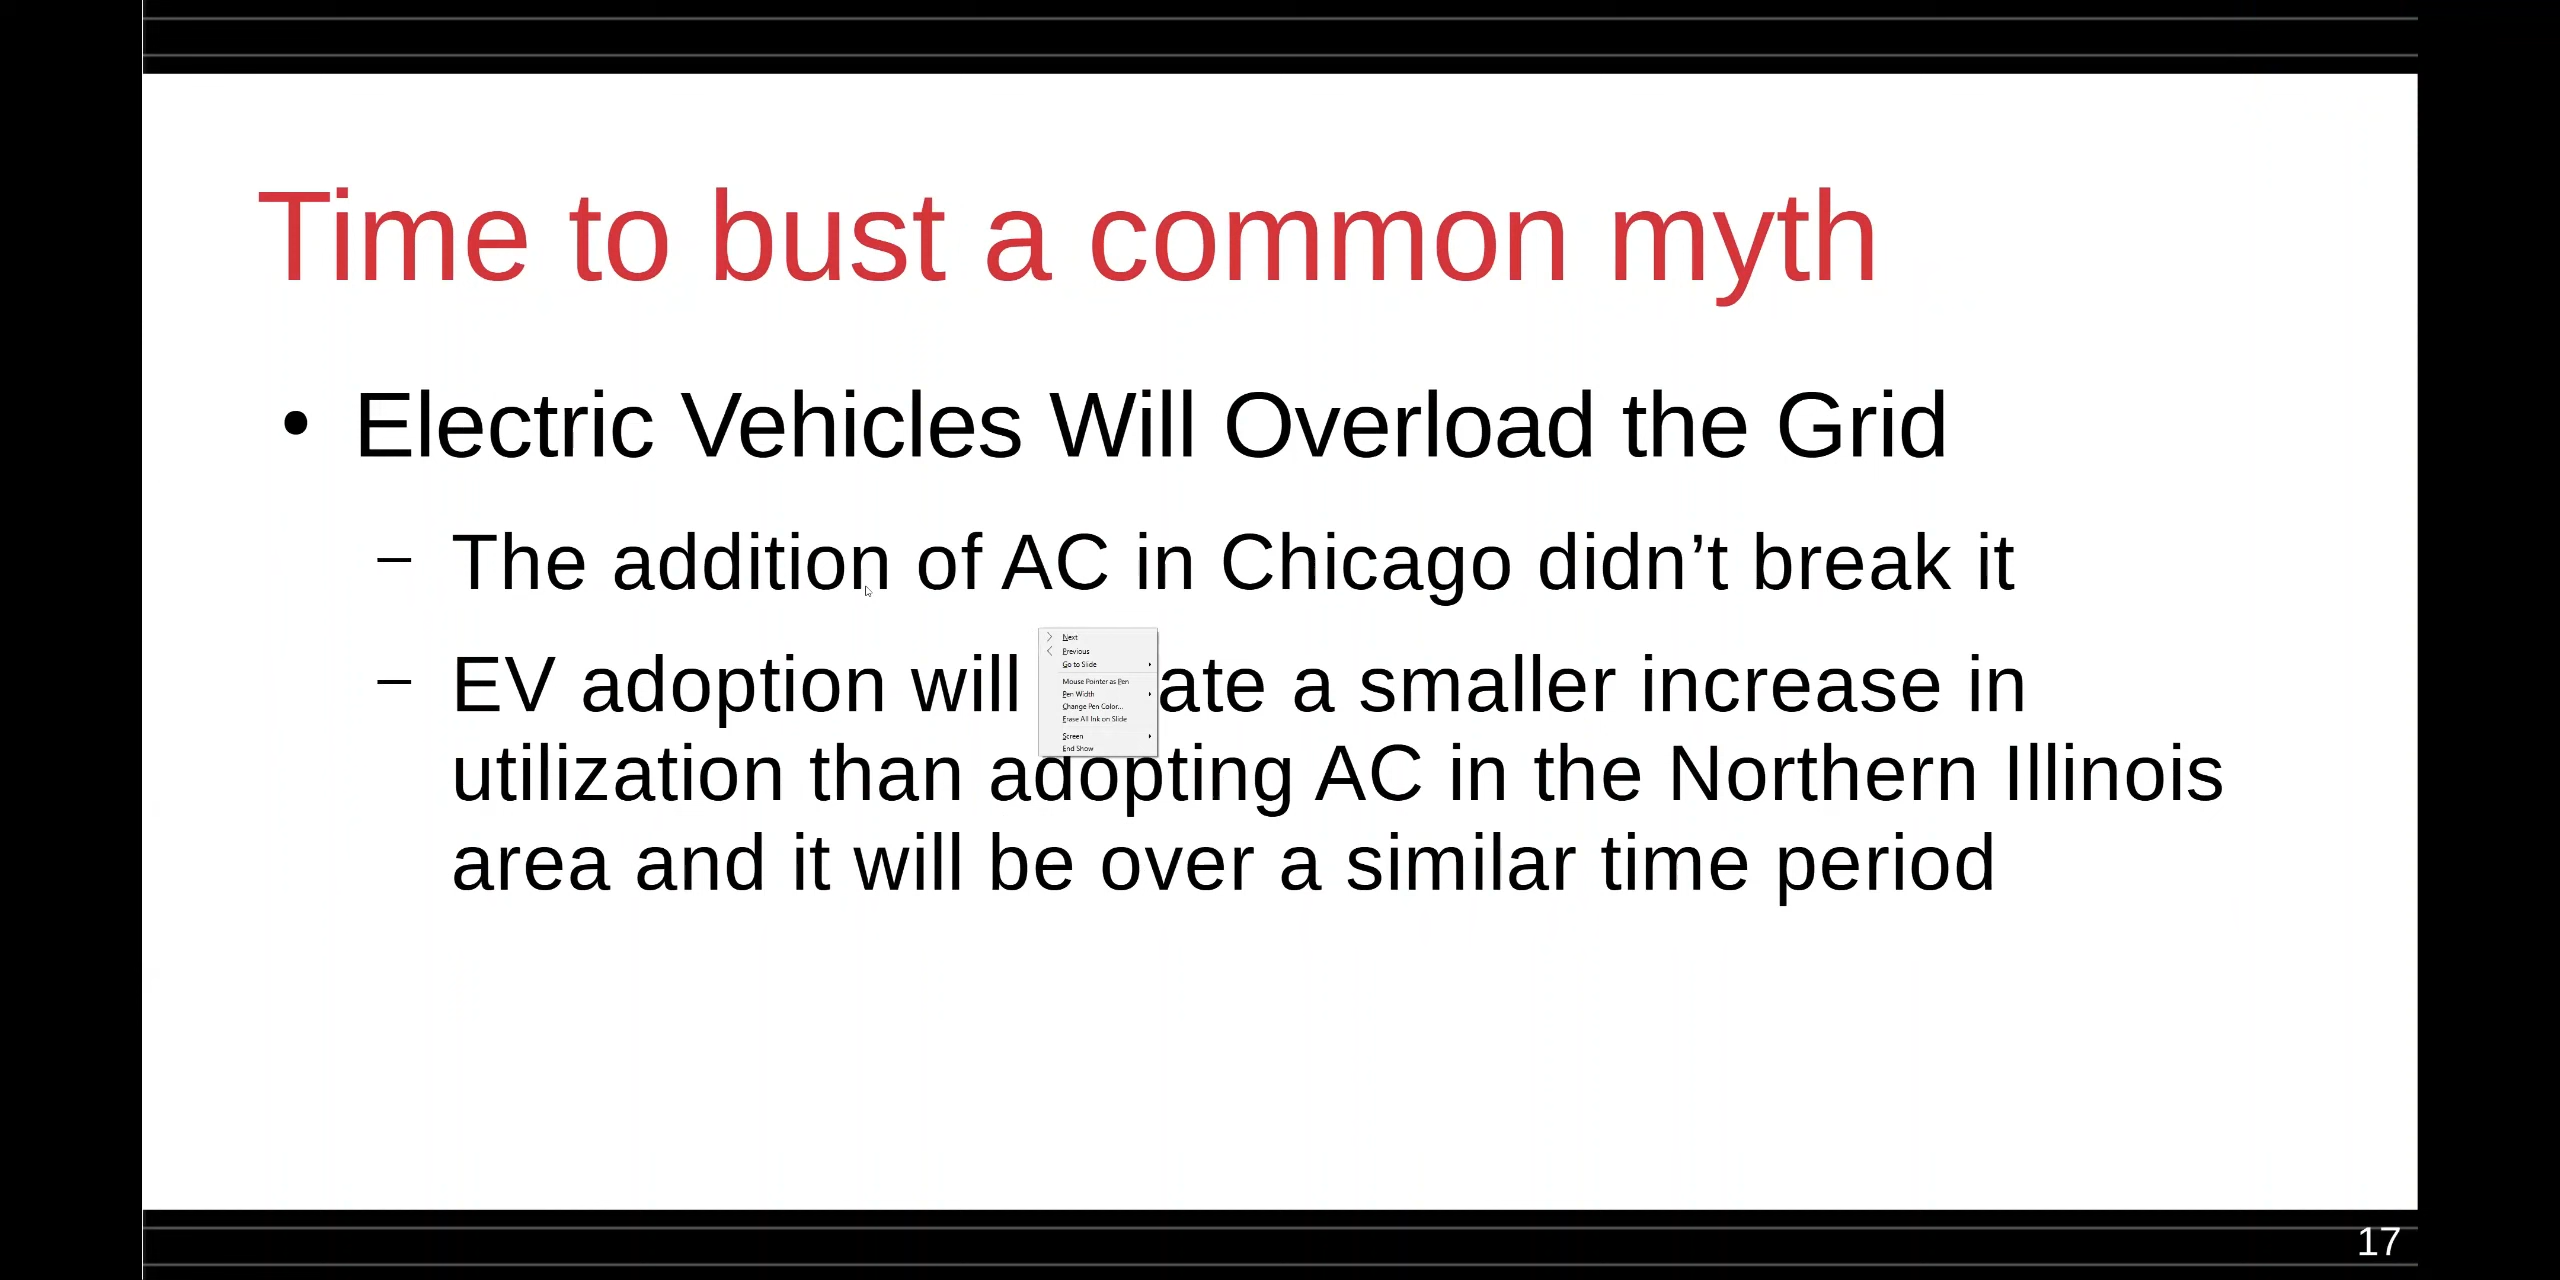 Time to bust a common myth
• Electric Vehicles Will Overload the Grid
– The addition of AC in Chicago didn’t break it
– EV adoption will ate a smaller increase in
Next
Previous
Go to Slide
Mouse Pointer as Pen
Pen Width
Change Pen Color...
Erase All Ink on Slide
Screen
End Show
utilization than adopting AC in the Northern Illinois
area and it will be over a similar time period
17